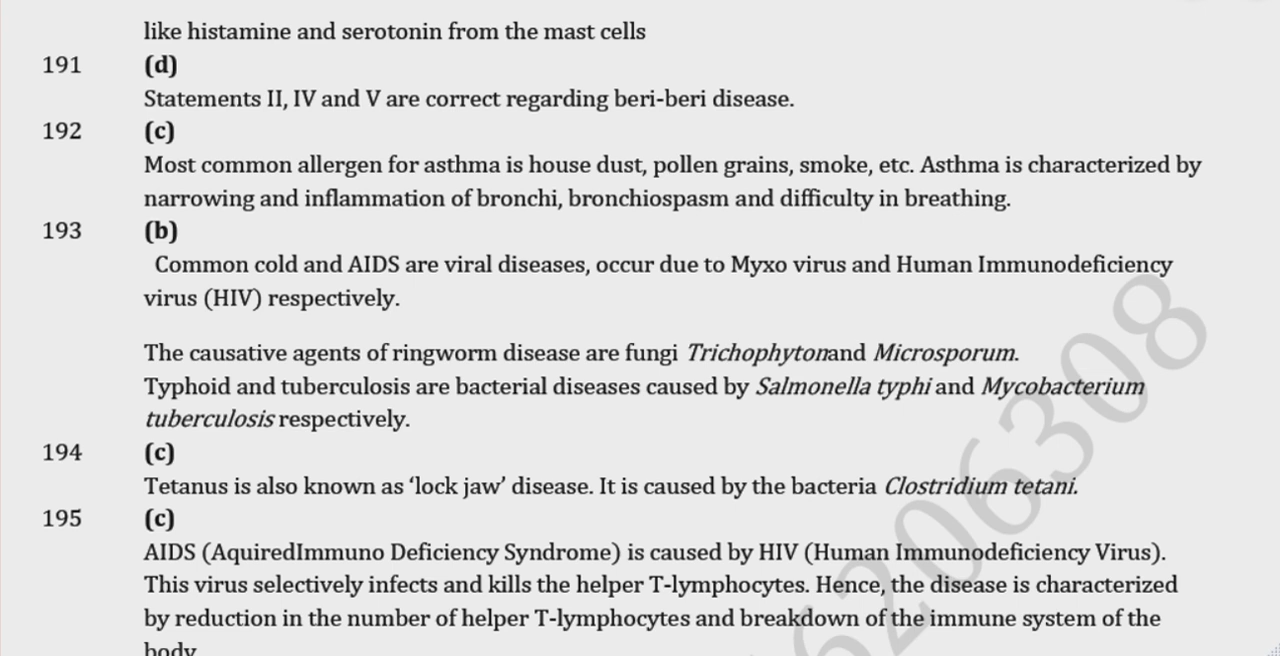 like histamine and serotonin from the mast cells
191 (d)
Statements II, IV and V are correct regarding beri-beri disease.
192 (c)
Most common allergen for asthma is house dust, pollen grains, smoke, etc. Asthma is characterized by
narrowing and inflammation of bronchi, bronchiospasm and difficulty in breathing.
193 (b)
Common cold and AIDS are viral diseases, occur due to Myxo virus and Human Immunodeficiency
virus (HIV) respectively.
The causative agents of ringworm disease are fungi Trichophytonand Microsporum.
Typhoid and tuberculosis are bacterial diseases caused by Salmonella typhi and Mycobacterium
tuberculosis respectively.
194 (c)
Tetanus is also known as ‘lock jaw’ disease. It is caused by the bacteria Clostridium tetani.
195 (c)
AIDS (AquiredImmuno Deficiency Syndrome) is caused by HIV (Human Immunodeficiency Virus).
This virus selectively infects and kills the helper T-lymphocytes. Hence, the disease is characterized
by reduction in the number of helper T-lymphocytes and breakdown of the immune system of the
body
6206308